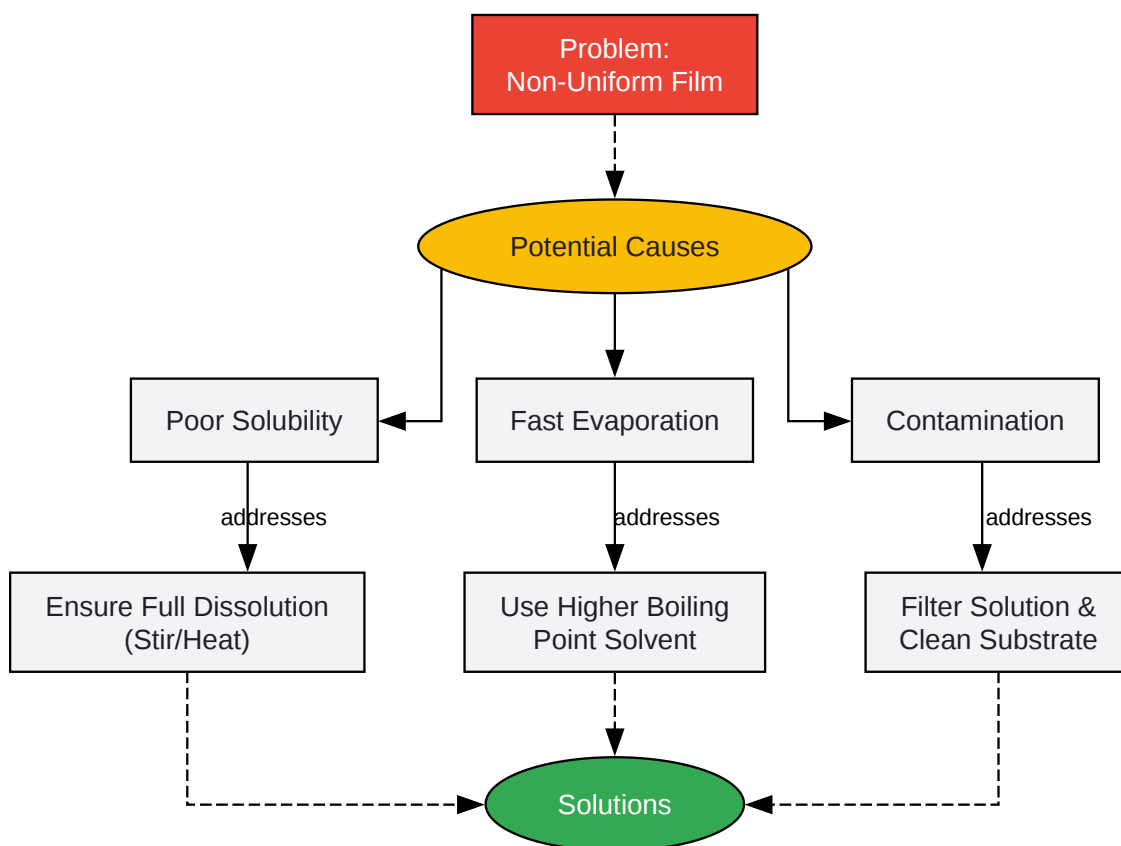 Problem:
Non-Uniform Film
Potential Causes
Poor Solubility
Fast Evaporation
Contamination
addresses
addresses
addresses
Ensure Full Dissolution
(Stir/Heat)
Use Higher Boiling
Point Solvent
Filter Solution &
Clean Substrate
Solutions